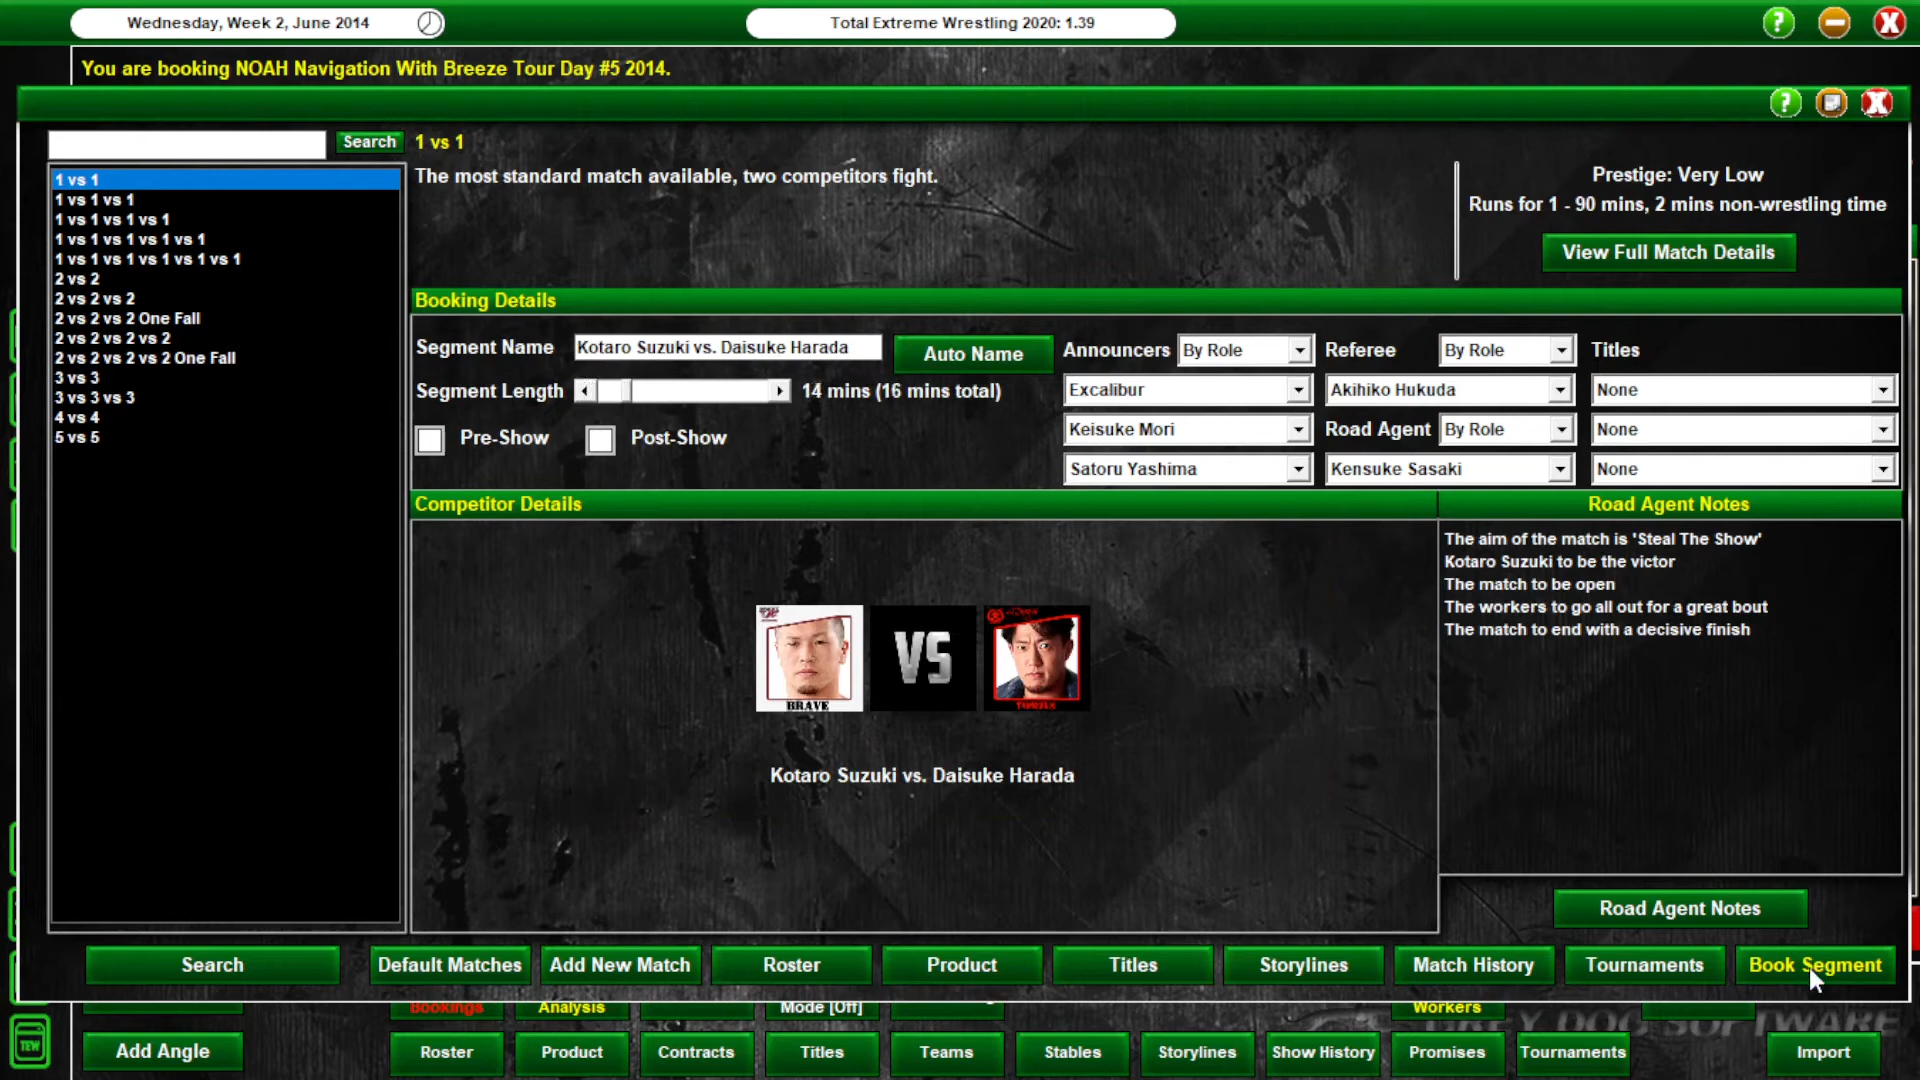 Wednesday, Week 2, June 2014
Total Extreme Wrestling 2020: 1.39
You are booking NOAH Navigation With Breeze Tour Day #5 2014.
Search
1 vs 1
1 vs 1
1 vs 1 vs 1
1 vs 1 vs 1 vs 1
1 vs 1 vs 1 vs 1 vs 1
1 vs 1 vs 1 vs 1 vs 1 vs 1
2 vs 2
2 vs 2 vs 2
2 vs 2 vs 2 One Fall
2 vs 2 vs 2 vs 2
2 vs 2 vs 2 vs 2 One Fall
3 vs 3
3 vs 3 vs 3
4 vs 4
5 vs 5
The most standard match available, two competitors fight.
Prestige: Very Low
Runs for 1 - 90 mins, 2 mins non-wrestling time
View Full Match Details
Booking Details
Segment Name Kotaro Suzuki vs. Daisuke Harada Auto Name
Segment Length 14 mins (16 mins total)
Pre-Show Post-Show
Announcers By Role
Excalibur
Keisuke Mori
Satoru Yashima
Referee By Role
Akihiko Hukuda
Road Agent By Role
Kensuke Sasaki
Titles
None
None
None
Competitor Details
BRAVE
VS
Kotaro Suzuki vs. Daisuke Harada
Road Agent Notes
The aim of the match is 'Steal The Show'
Kotaro Suzuki to be the victor
The match to be open
The workers to go all out for a great bout
The match to end with a decisive finish
Road Agent Notes
Search Default Matches Add New Match Roster Product Titles Storylines Match History Tournaments Book Segment
Bookings Analysis Mode [Off] Workers
GREY DOG SOFTWARE
TEW
Add Angle Roster Product Contracts Titles Teams Stables Storylines Show History Promises Tournaments Import